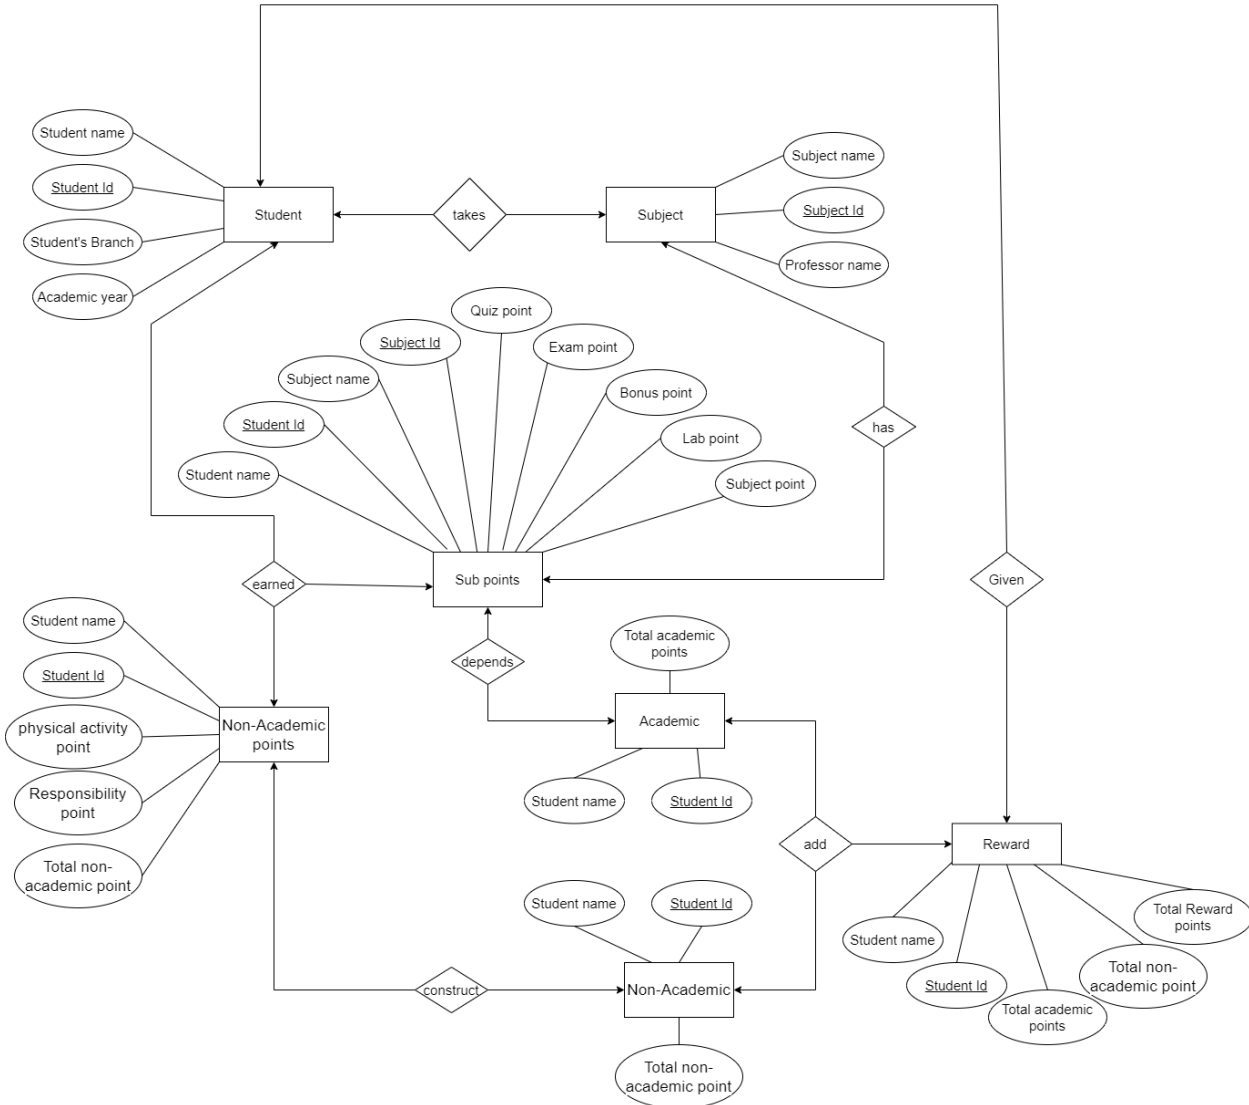 Student name
Student Id
Student's Branch
Academic year
Student
takes
Subject
Subject name
Subject Id
Professor name
Quiz point
Subject Id
Exam point
Subject name
Bonus point
Student Id
Lab point
Student name
Subject point
has
Sub points
earned
Given
Student name
Student Id
physical activity
point
Responsibility
point
Total non-
academic point
Non-Academic
points
depends
Total academic
points
Academic
Student name
Student Id
add
Reward
Student name
Student Id
Total academic
points
Total non-
academic point
Total Reward
points
Student name
Student Id
construct
Non-Academic
Total non-
academic point